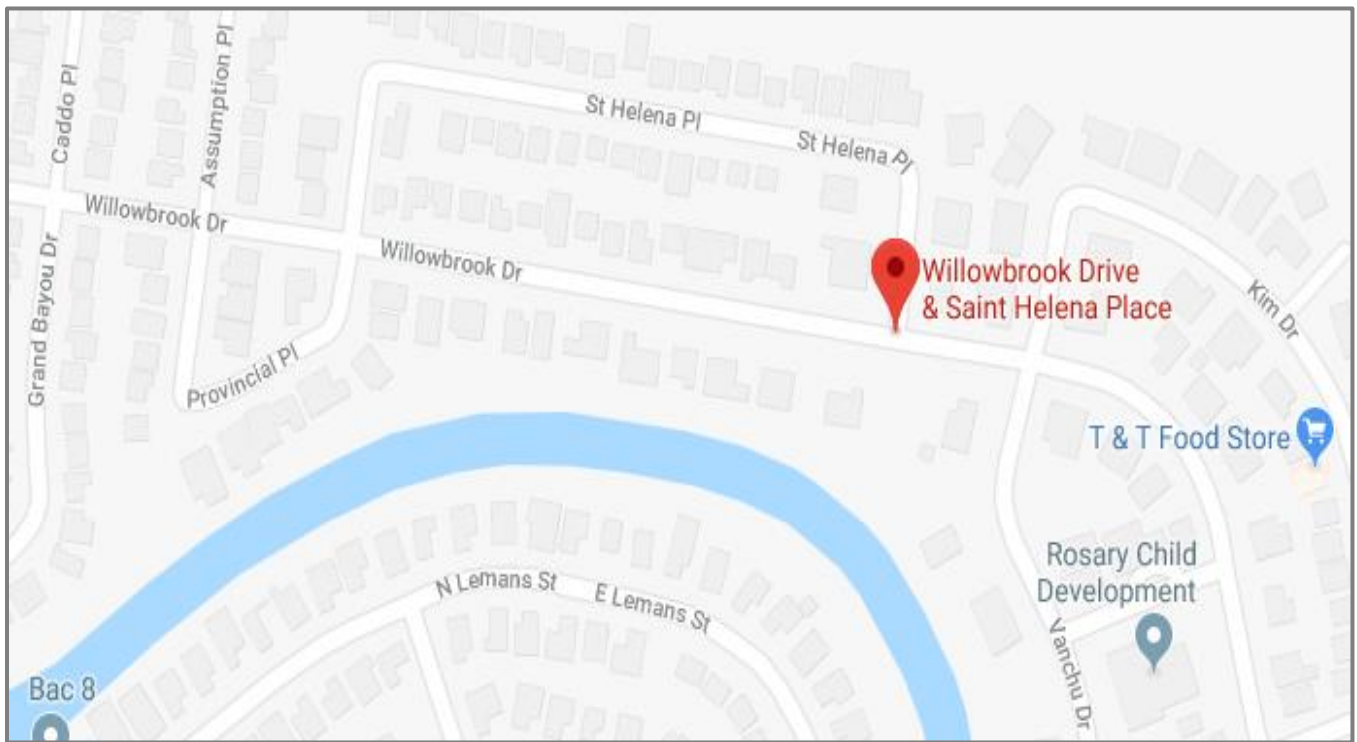 Caddo Pl
Assumption Pl
St Helena Pl
St Helena Pl
Willowbrook Dr
Willowbrook Dr
Grand Bayou Dr
Willowbrook Drive
& Saint Helena Place
Kim Dr
Provincial Pl
T & T Food Store
Rosary Child
Development
N Lemans St
E Lemans St
Vanchu Dr
Bac 8